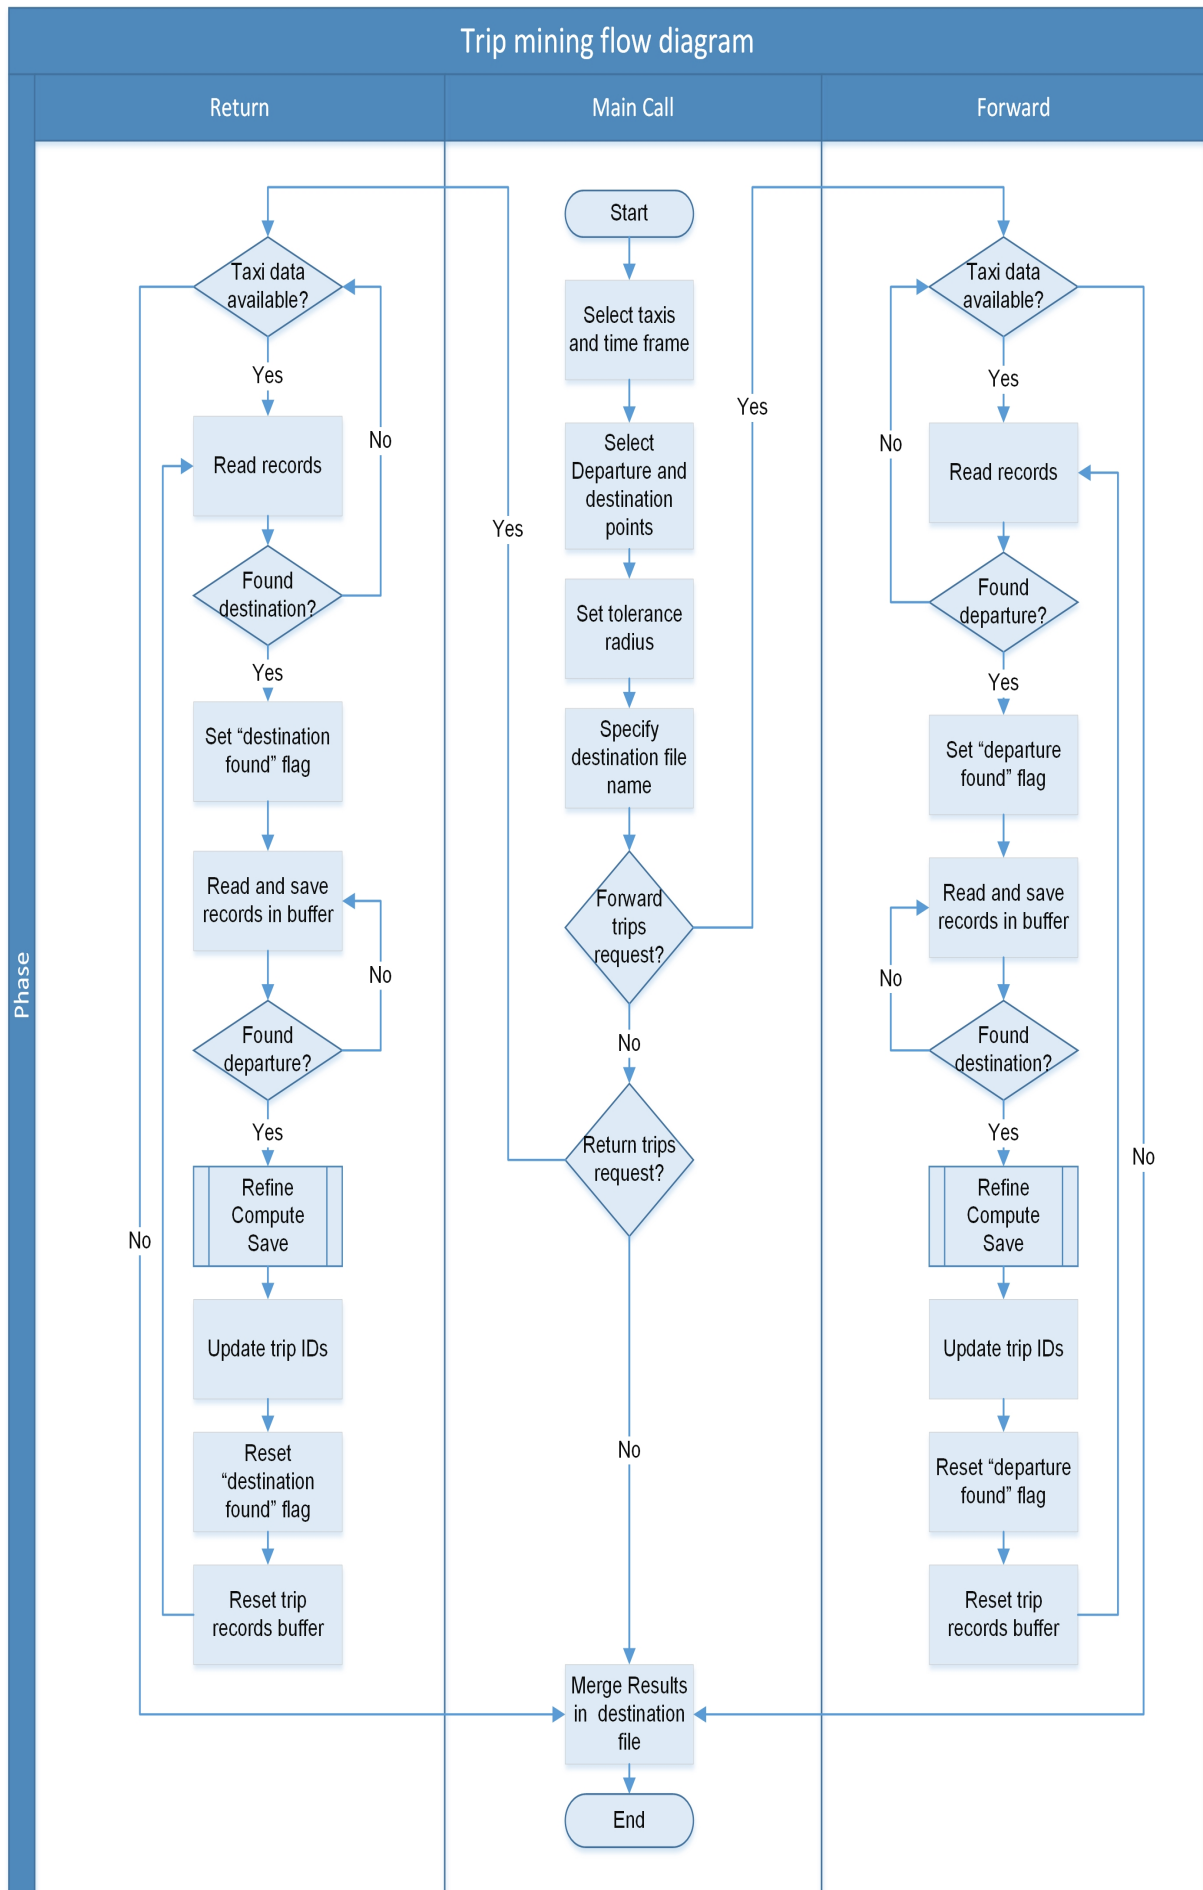 Trip mining flow diagram
Phase
Return
Main Call
Forward
Taxi data
available?
Yes
No
Read records
Found
destination?
Yes
Set “destination
found” flag
Read and save
records in buffer
No
Found
departure?
Yes
Refine
Compute
Save
No
Update trip IDs
Reset
“destination
found” flag
Reset trip
records buffer
Start
Select taxis
and time frame
Select
Departure and
destination
points
Yes
Yes
Set tolerance
radius
Specify
destination file
name
Forward
trips
request?
No
Return trips
request?
No
Merge Results
in destination
file
End
Taxi data
available?
Yes
No
Read records
Found
departure?
Yes
Set “departure
found” flag
Read and save
records in buffer
No
Found
destination?
Yes
No
Refine
Compute
Save
Update trip IDs
Reset “departure
found” flag
Reset trip
records buffer